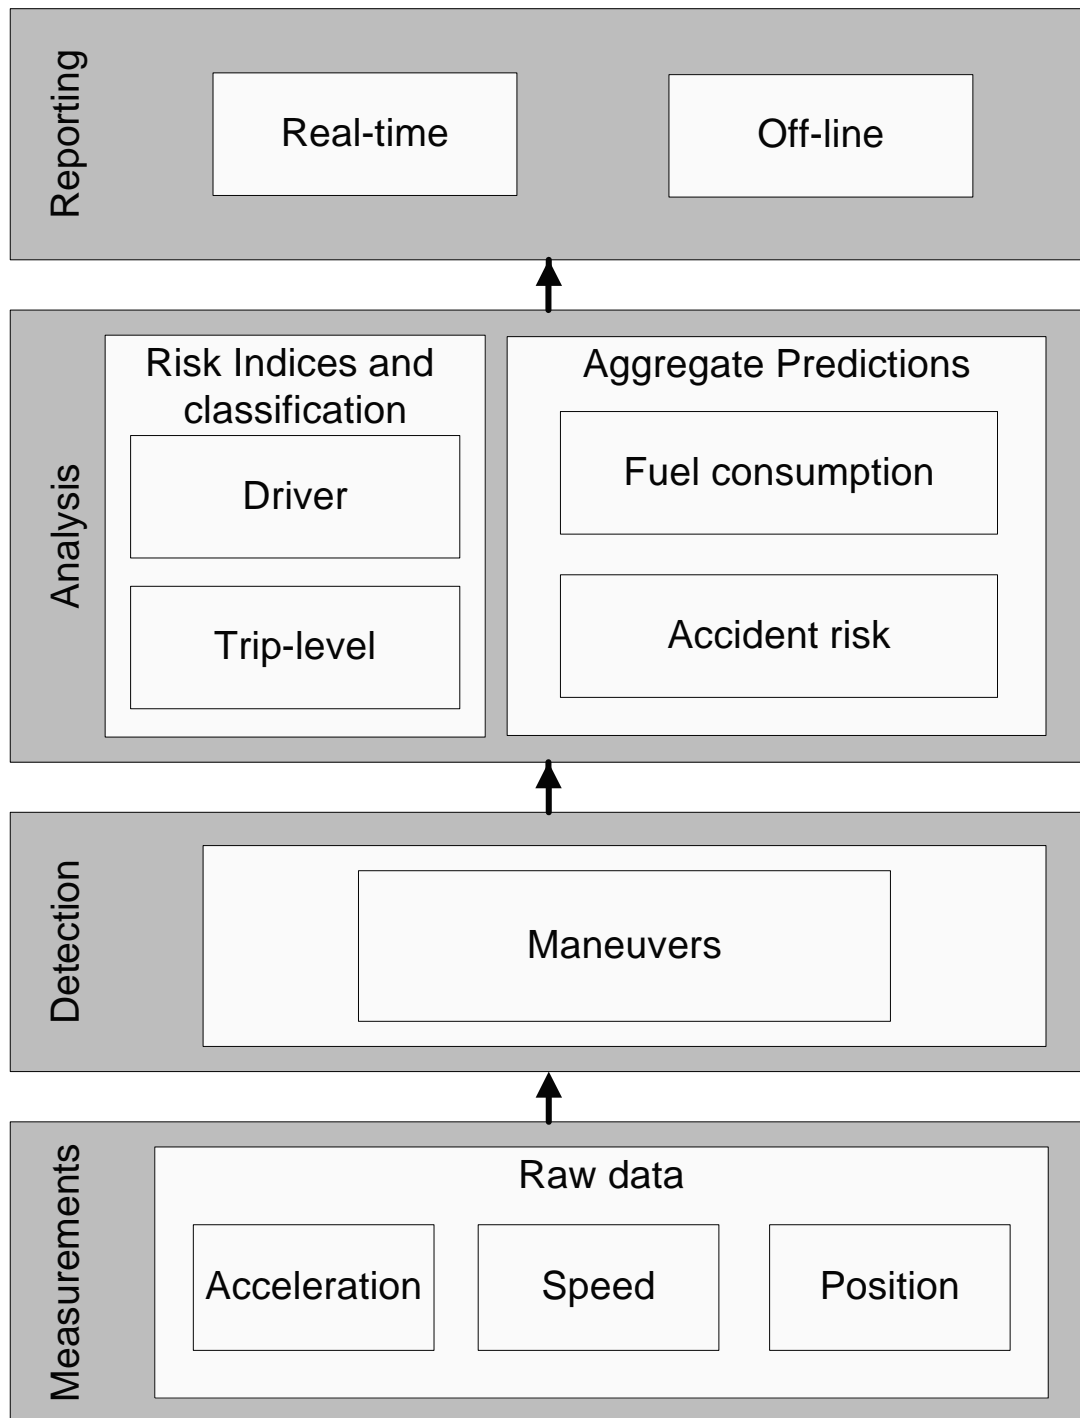 Reporting
Real-time
Off-line
Analysis
Risk Indices and
classification
Driver
Trip-level
Aggregate Predictions
Fuel consumption
Accident risk
Detection
Maneuvers
Measurements
Raw data
Acceleration
Speed
Position